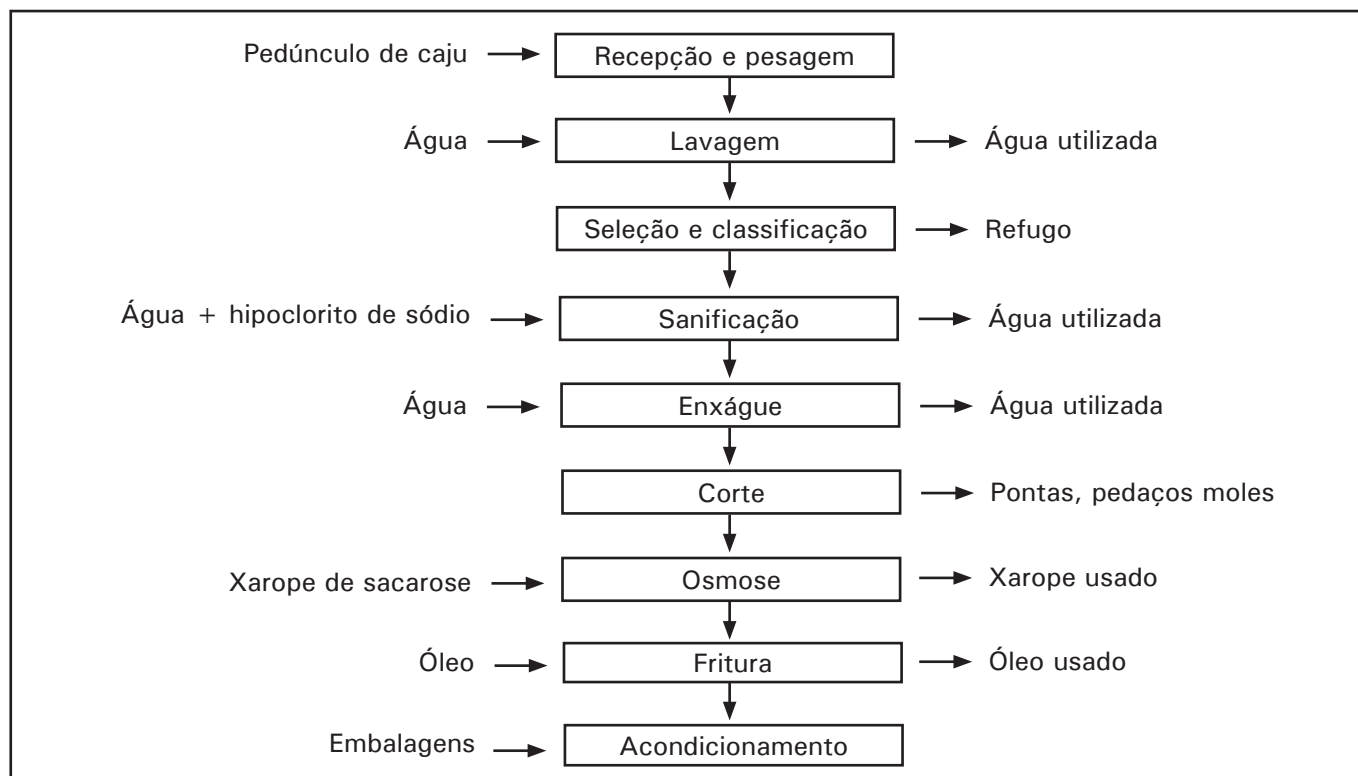 Pedúnculo de caju Recepção e pesagem
Água Lavagem Água utilizada
Seleção e classificação Refugo
Água + hipoclorito de sódio Sanificação Água utilizada
Água Enxágue Água utilizada
Corte Pontas, pedaços moles
Xarope de sacarose Osmose Xarope usado
Óleo Fritura Óleo usado
Embalagens Acondicionamento